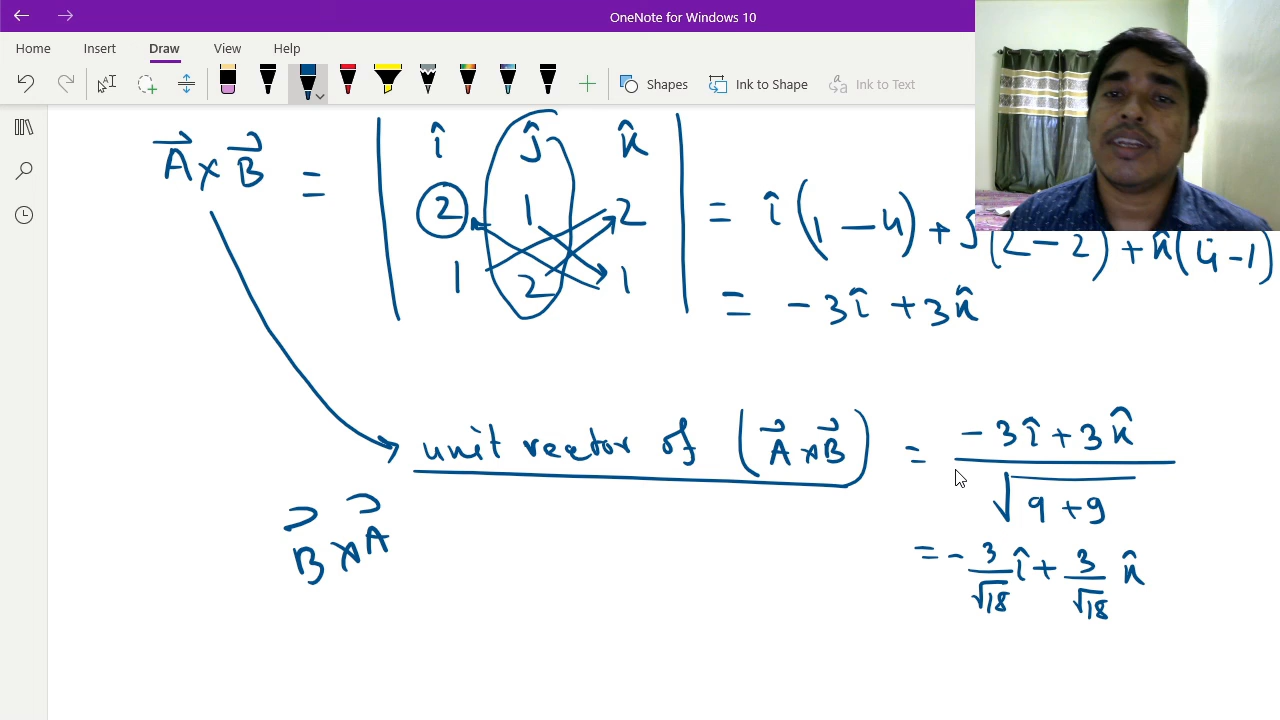 OneNote for Windows 10
Home Insert Draw View Help
Shapes Ink to Shape Ink to Text
A⃗ × B⃗ = | î ĵ k̂ |
| 2 1 2 | = î (1 − 4) + ĵ (2 − 2) + k̂ (4 − 1)
| 1 2 1 |
= −3î + 3k̂
unit vector of (A⃗ × B⃗) = (−3î + 3k̂) / √(9 + 9)
B⃗ × A⃗
= −3/√18 î + 3/√18 k̂